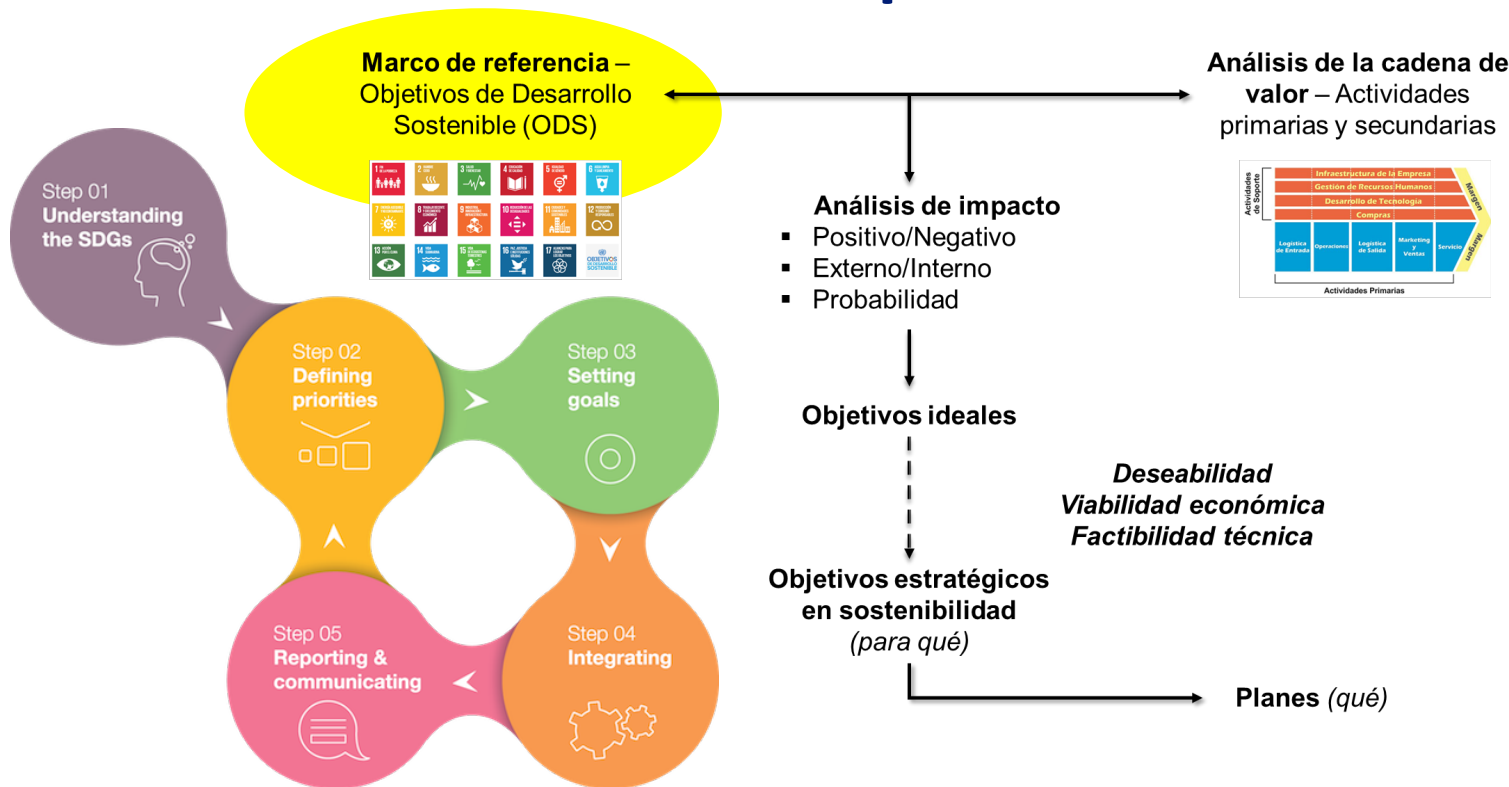 Marco de referencia –
Objetivos de Desarrollo
Sostenible (ODS)
Análisis de la cadena de
valor – Actividades
primarias y secundarias
Step 01
Understanding
the SDGs
OBJETIVOS
DE DESARROLLO
SOSTENIBLE
Análisis de impacto
▪ Positivo/Negativo
▪ Externo/Interno
▪ Probabilidad
Actividades
de Soporte
Infraestructura de la Empresa
Gestión de Recursos Humanos
Desarrollo de Tecnología
Compras
Margen
Logística
de Entrada
Operaciones
Logística
de Salida
Marketing
y
Ventas
Servicio
Margen
Actividades Primarias
Step 02
Defining
priorities
Step 03
Setting
goals
Objetivos ideales
Deseabilidad
Viabilidad económica
Factibilidad técnica
Objetivos estratégicos
en sostenibilidad
(para qué)
Step 05
Reporting &
communicating
Step 04
Integrating
Planes (qué)